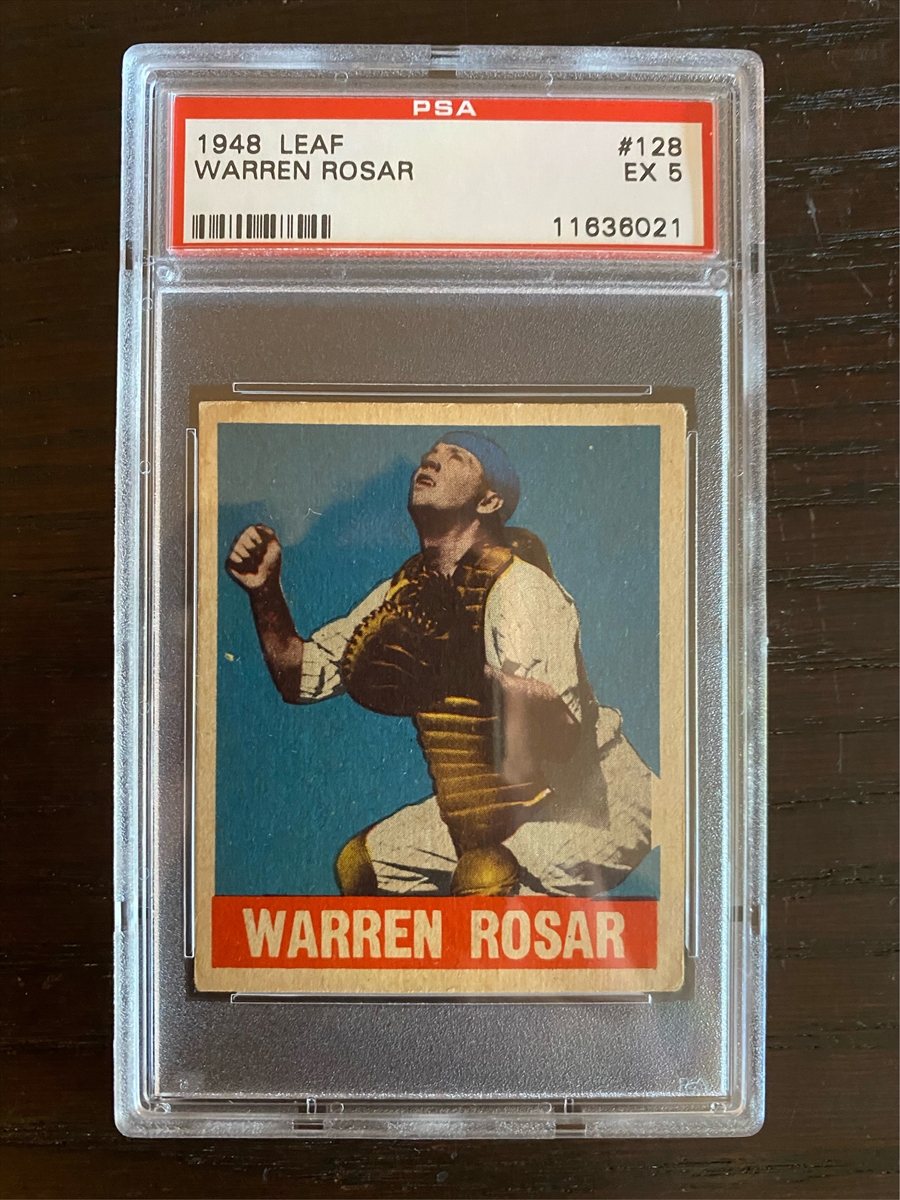 PSA
1948 LEAF #128
WARREN ROSAR EX 5
11636021
WARREN ROSAR